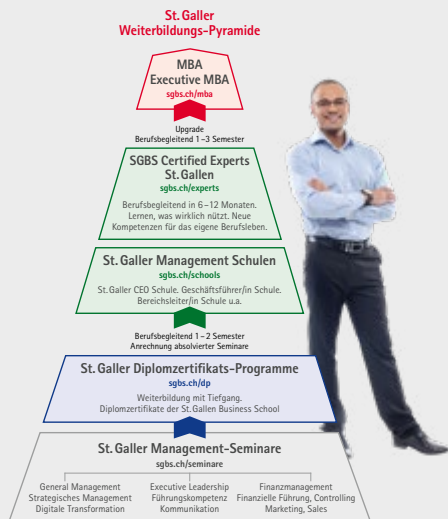 St. Galler
Weiterbildungs-Pyramide
MBA
Executive MBA
sgbs.ch/mba
Upgrade
Berufsbegleitend 1–3 Semester
SGBS Certified Experts
St. Gallen
sgbs.ch/experts
Berufsbegleitend in 6–12 Monaten.
Lernen, was wirklich nützt. Neue
Kompetenzen für das eigene Berufsleben.
St. Galler Management Schulen
sgbs.ch/schools
St. Galler CEO Schule. Geschäftsführer/in Schule.
Bereichsleiter/in Schule u.a.
Berufsbegleitend 1–2 Semester
Anrechnung absolvierter Seminare
St. Galler Diplomzertifikats-Programme
sgbs.ch/dp
Weiterbildung mit Tiefgang.
Diplomzertifikate der St. Gallen Business School
St. Galler Management-Seminare
sgbs.ch/seminare
General Management
Strategisches Management
Digitale Transformation
Executive Leadership
Führungskompetenz
Kommunikation
Finanzmanagement
Finanzielle Führung, Controlling
Marketing, Sales